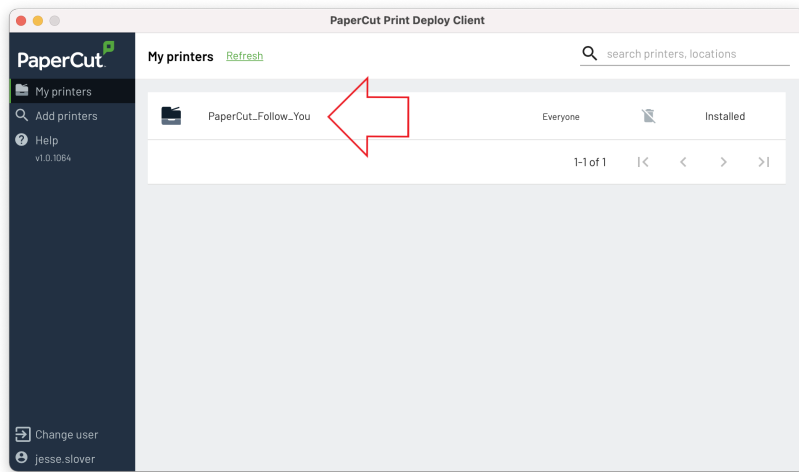 PaperCut Print Deploy Client
PaperCut
My printers
Add printers
Help
v1.0.1064
Change user
jesse.slover
My printers Refresh search printers, locations
PaperCut_Follow_You Everyone Installed
1-1 of 1